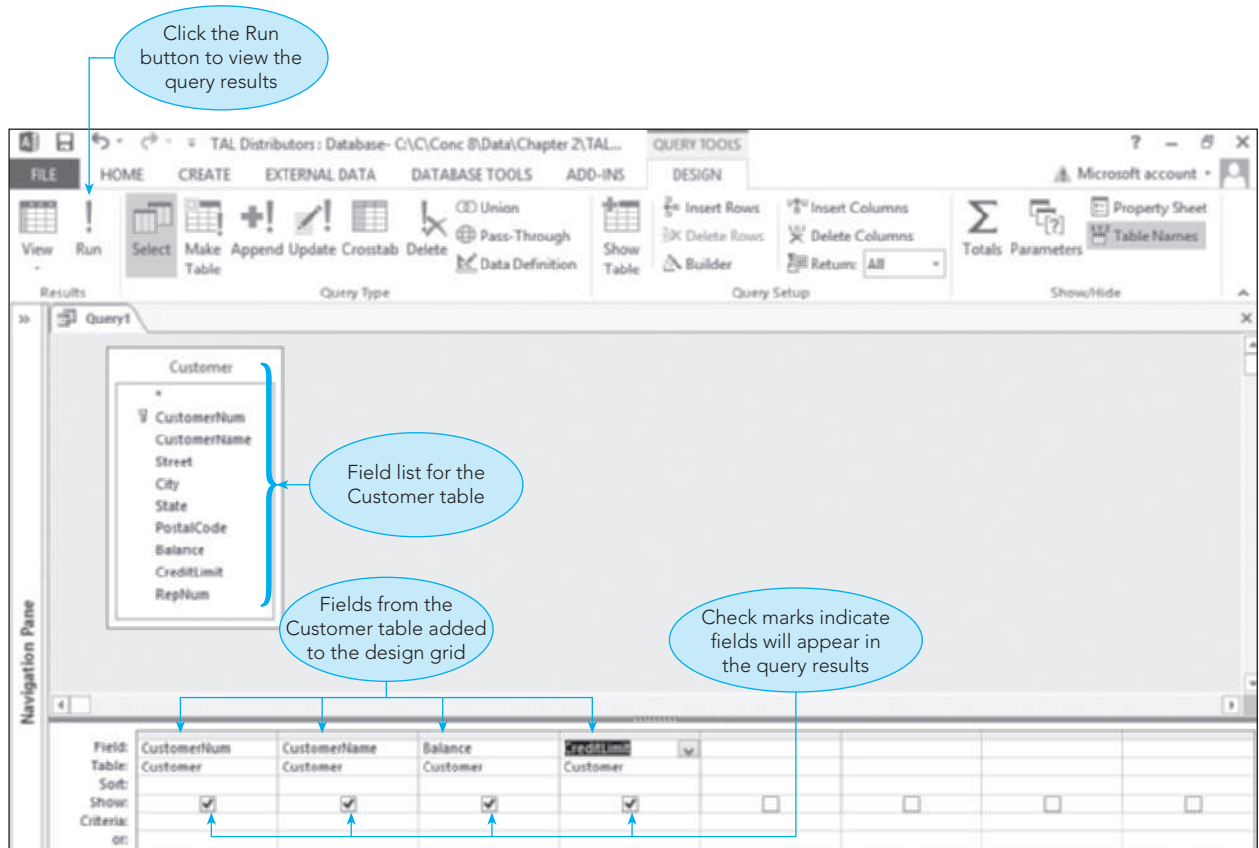 Click the Run
button to view the
query results
TAL Distributors : Database- C:\C\Conc 8\Data\Chapter 2\TAL...
QUERY TOOLS
?
FILE
HOME
CREATE
EXTERNAL DATA
DATABASE TOOLS
ADD-INS
DESIGN
Microsoft account
View
Run
Select
Make
Table
Append
Update
Crosstab
Delete
Union
Pass-Through
Data Definition
Show
Table
Insert Rows
Delete Rows
Builder
Insert Columns
Delete Columns
Return: All
Totals
Parameters
Property Sheet
Table Names
Results
Query Type
Query Setup
Show/Hide
Query1
Customer
*
CustomerNum
CustomerName
Street
City
State
PostalCode
Balance
CreditLimit
RepNum
Field list for the
Customer table
Fields from the
Customer table added
to the design grid
Check marks indicate
fields will appear in
the query results
Navigation Pane
Field: CustomerNum CustomerName Balance CreditLimit
Table: Customer Customer Customer Customer
Sort:
Show:
Criteria:
or: